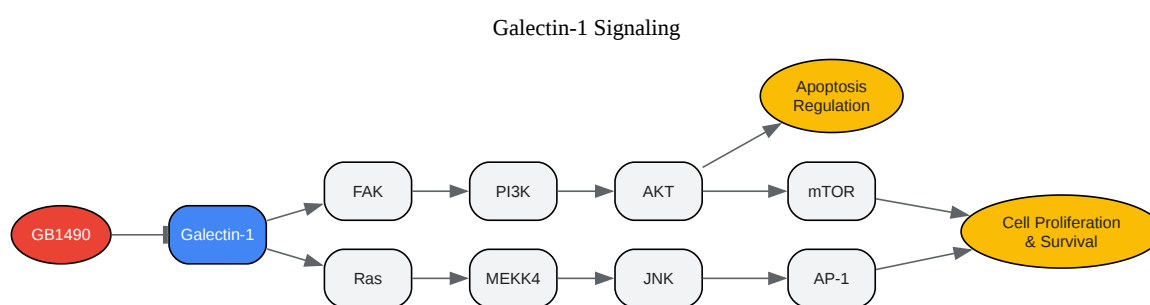 Galectin-1 Signaling
Apoptosis
Regulation
FAK
PI3K
AKT
mTOR
GB1490
Galectin-1
Cell Proliferation
& Survival
Ras
MEKK4
JNK
AP-1